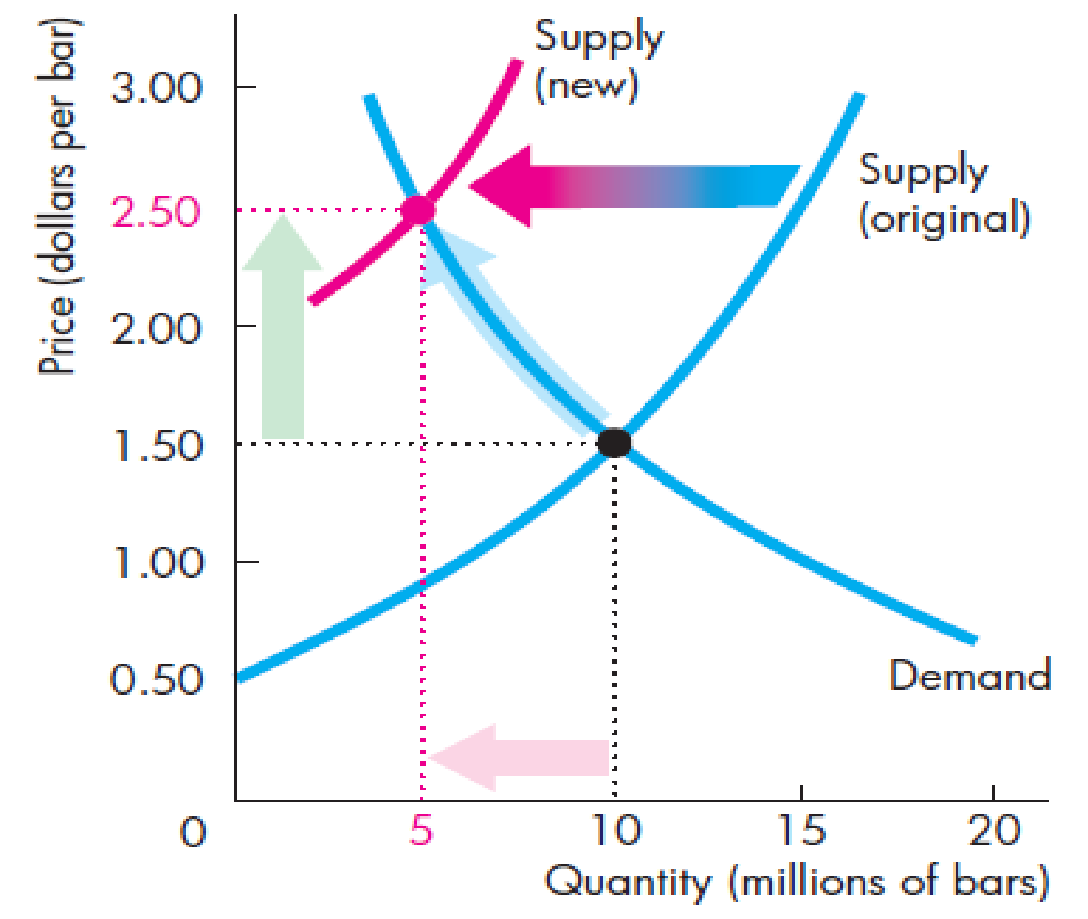 Price (dollars per bar)
Supply
(new)
3.00
Supply
(original)
2.50
2.00
1.50
1.00
0.50
Demand
0
5
10
15
20
Quantity (millions of bars)